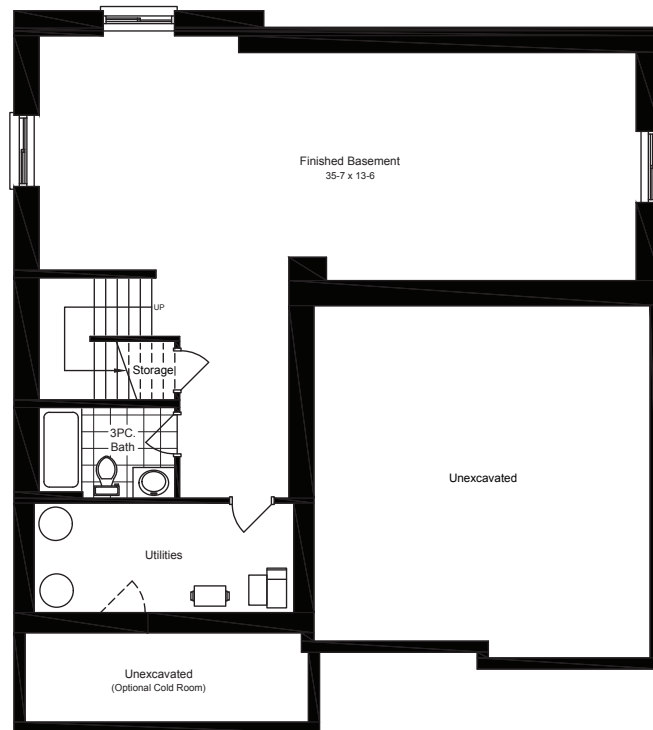 Finished Basement
35-7 x 13-6
UP
Storage
3PC.
Bath
Unexcavated
Utilities
Unexcavated
(Optional Cold Room)